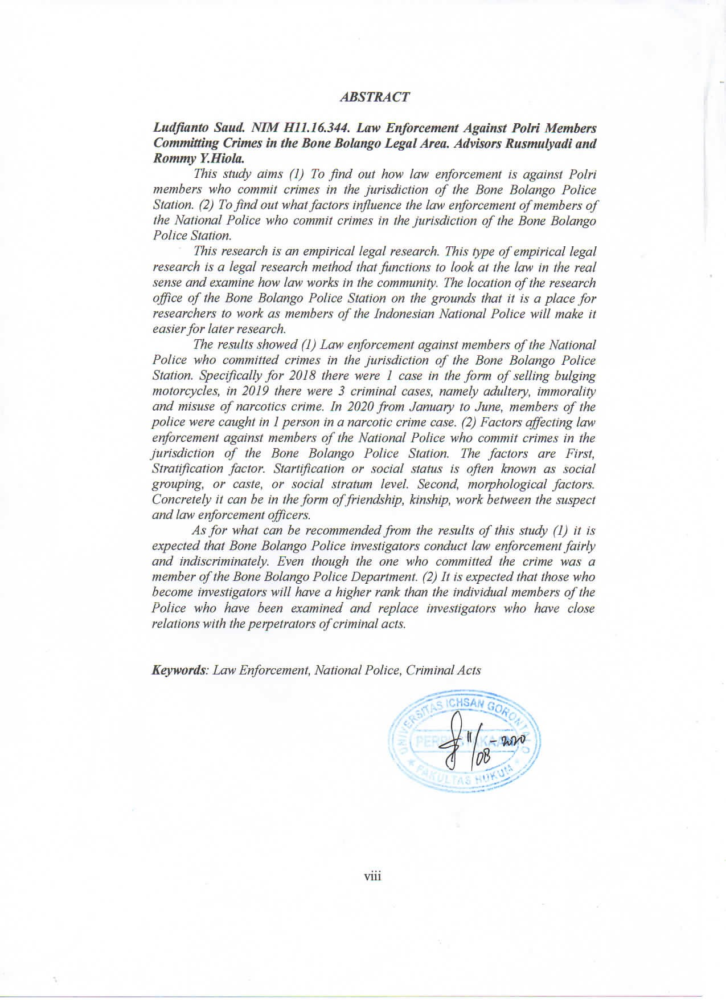 ABSTRACT
Ludfianto Saud. NIM H11.16.344. Law Enforcement Against Polri Members
Committing Crimes in the Bone Bolango Legal Area. Advisors Rusmulyadi and
Rommy Y.Hiola.
This study aims (1) To find out how law enforcement is against Polri
members who commit crimes in the jurisdiction of the Bone Bolango Police
Station. (2) To find out what factors influence the law enforcement of members of
the National Police who commit crimes in the jurisdiction of the Bone Bolango
Police Station.
This research is an empirical legal research. This type of empirical legal
research is a legal research method that functions to look at the law in the real
sense and examine how law works in the community. The location of the research
office of the Bone Bolango Police Station on the grounds that it is a place for
researchers to work as members of the Indonesian National Police will make it
easier for later research.
The results showed (1) Law enforcement against members of the National
Police who committed crimes in the jurisdiction of the Bone Bolango Police
Station. Specifically for 2018 there were 1 case in the form of selling bulging
motorcycles, in 2019 there were 3 criminal cases, namely adultery, immorality
and misuse of narcotics crime. In 2020 from January to June, members of the
police were caught in 1 person in a narcotic crime case. (2) Factors affecting law
enforcement against members of the National Police who commit crimes in the
jurisdiction of the Bone Bolango Police Station. The factors are First,
Stratification factor. Startification or social status is often known as social
grouping, or caste, or social stratum level. Second, morphological factors.
Concretely it can be in the form of friendship, kinship, work between the suspect
and law enforcement officers.
As for what can be recommended from the results of this study (1) it is
expected that Bone Bolango Police investigators conduct law enforcement fairly
and indiscriminately. Even though the one who committed the crime was a
member of the Bone Bolango Police Department. (2) It is expected that those who
become investigators will have a higher rank than the individual members of the
Police who have been examined and replace investigators who have close
relations with the perpetrators of criminal acts.
Keywords: Law Enforcement, National Police, Criminal Acts
UNIVERSITAS ICHSAN GORONTALO
PERPUSTAKAAN
11/08 - 2020
FAKULTAS HUKUM
viii